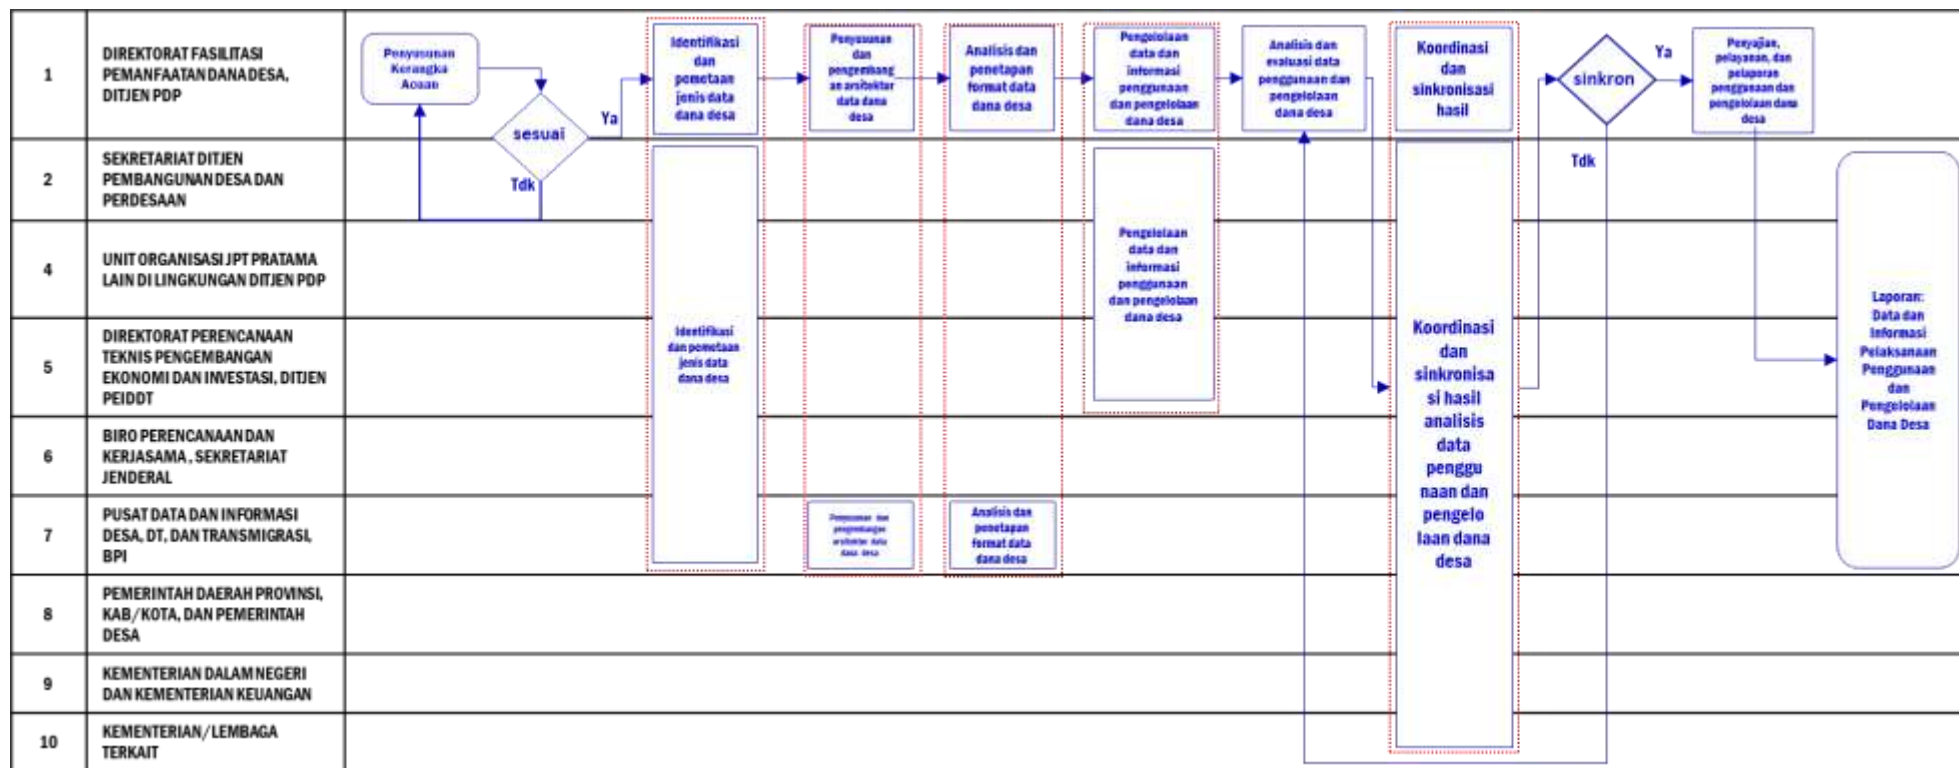 1
DIREKTORAT FASILITASI
PEMANFAATAN DANA DESA,
DITJEN PDP
Penyusunan
Kerangka
Acuan
sesuai
Ya
Tdk
Identifikasi
dan
pemetaan
jenis data
dana desa
Penyusunan
dan
pengembang
an arsitektur
data dana
desa
Analisis dan
penetapan
format data
dana desa
Pengelolaan
data dan
informasi
penggunaan
dan pengelolaan
dana desa
Analisis dan
evaluasi data
penggunaan dan
pengelolaan
dana desa
Koordinasi
dan
sinkronisasi
hasil
sinkron
Ya
Tdk
Penyajian,
pelayanan, dan
pelaporan
penggunaan dan
pengelolaan dana
desa
2
SEKRETARIAT DITJEN
PEMBANGUNAN DESA DAN
PERDESAAN
4
UNIT ORGANISASI JPT PRATAMA
LAIN DI LINGKUNGAN DITJEN PDP
5
DIREKTORAT PERENCANAAN
TEKNIS PENGEMBANGAN
EKONOMI DAN INVESTASI, DITJEN
PEIDDT
6
BIRO PERENCANAAN DAN
KERJASAMA, SEKRETARIAT
JENDERAL
7
PUSAT DATA DAN INFORMASI
DESA, DT, DAN TRANSMIGRASI,
BPI
8
PEMERINTAH DAERAH PROVINSI,
KAB/KOTA, DAN PEMERINTAH
DESA
9
KEMENTERIAN DALAM NEGERI
DAN KEMENTERIAN KEUANGAN
10
KEMENTERIAN/LEMBAGA
TERKAIT
Identifikasi
dan pemetaan
jenis data
dana desa
Penyusunan dan
pengembangan
arsitektur data
dana desa
Analisis dan
penetapan
format data
dana desa
Pengelolaan
data dan
informasi
penggunaan
dan pengelolaan
dana desa
Koordinasi
dan
sinkronisa
si hasil
analisis
data
penggu
naan dan
pengelo
laan dana
desa
Laporan:
Data dan
Informasi
Pelaksanaan
Penggunaan
dan
Pengelolaan
Dana Desa